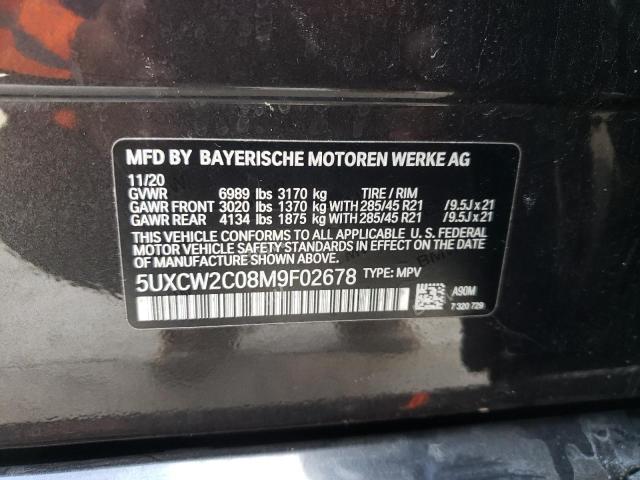 MFD BY BAYERISCHE MOTOREN WERKE AG
11/20
GVWR 6989 lbs 3170 kg TIRE / RIM
GAWR FRONT 3020 lbs 1370 kg WITH 285/45 R21 /9.5J x 21
GAWR REAR 4134 lbs 1875 kg WITH 285/45 R21 /9.5J x 21
THIS VEHICLE CONFORMS TO ALL APPLICABLE U. S. FEDERAL
MOTOR VEHICLE SAFETY STANDARDS IN EFFECT ON THE DATE
OF MANUFACTURE SHOWN ABOVE.
5UXCW2C08M9F02678 TYPE: MPV
A90M
7 320 729